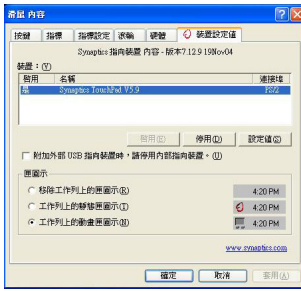 滑鼠 內容
按鍵 指標 指標設定 滾輪 硬體 裝置設定值
Synaptics 指向裝置 內容 - 版本7.12.9 19Nov04
裝置：(V)
啓用 名稱 連接埠
是 Synaptics TouchPad V5.9 PS/2
啓用(E) 停用(D) 設定值(S)
附加外部 USB 指向裝置時，請停用內部指向裝置。(U)
匣圖示
移除工作列上的匣圖示(R) 4:20 PM
工作列上的靜態匣圖示(T) 4:20 PM
工作列上的動畫匣圖示(M) 4:20 PM
www.synaptics.com
確定 取消 套用(A)